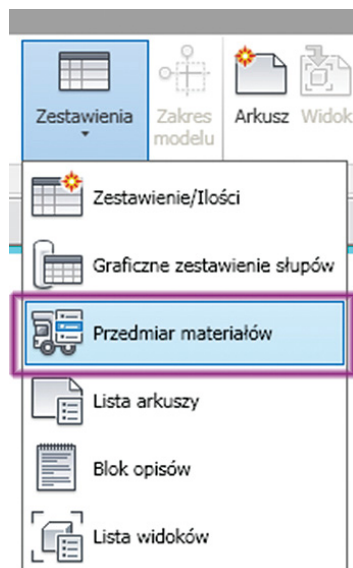 Zestawienia
Zakres
modelu
Arkusz
Widok
Zestawienie/Ilości
Graficzne zestawienie słupów
Przedmiar materiałów
Lista arkuszy
Blok opisów
Lista widoków